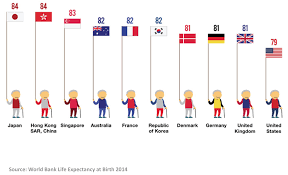 84 84 83 82 82 82 81 81 81 79
Japan Hong Kong Singapore Australia France Republic Denmark Germany United United
SAR, China of Korea Kingdom States
Source: World Bank Life Expectancy at Birth 2014